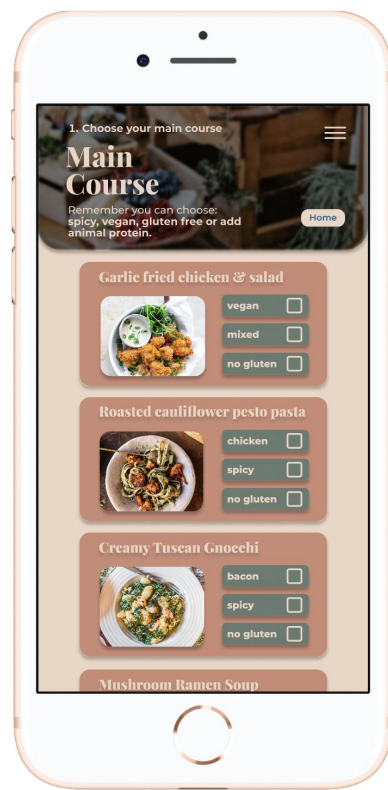 1. Choose your main course
Main
Course
Remember you can choose:
spicy, vegan, gluten free or add
animal protein.
Home
Garlic fried chicken & salad
vegan
mixed
no gluten
Roasted cauliflower pesto pasta
chicken
spicy
no gluten
Creamy Tuscan Gnocchi
bacon
spicy
no gluten
Mushroom Ramen Soup